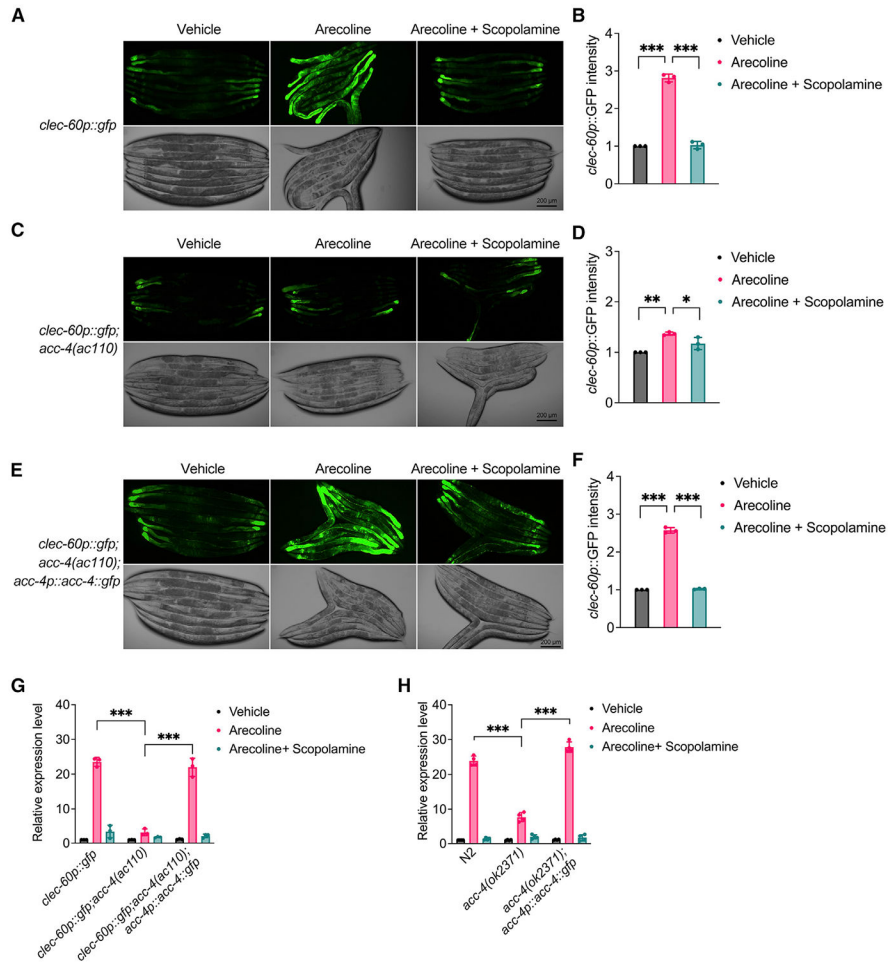 A
Vehicle
Arecoline
Arecoline + Scopolamine
clec-60p::gfp
200 µm
B
clec-60p::GFP intensity
4
3
2
1
0
*** ***
Vehicle
Arecoline
Arecoline + Scopolamine
C
Vehicle
Arecoline
Arecoline + Scopolamine
clec-60p::gfp;
acc-4(ac110)
200 µm
D
clec-60p::GFP intensity
3
2
1
0
** *
Vehicle
Arecoline
Arecoline + Scopolamine
E
Vehicle
Arecoline
Arecoline + Scopolamine
clec-60p::gfp;
acc-4(ac110);
acc-4p::acc-4::gfp
200 µm
F
clec-60p::GFP intensity
4
3
2
1
0
*** ***
Vehicle
Arecoline
Arecoline + Scopolamine
G
Relative expression level
40
30
20
10
0
***
***
Vehicle
Arecoline
Arecoline+ Scopolamine
clec-60p::gfp
clec-60p::gfp;acc-4(ac110)
clec-60p::gfp;acc-4(ac110);
acc-4p::acc-4::gfp
H
Relative expression level
40
30
20
10
0
***
***
Vehicle
Arecoline
Arecoline+ Scopolamine
N2
acc-4(ok2371)
acc-4(ok2371);
acc-4p::acc-4::gfp